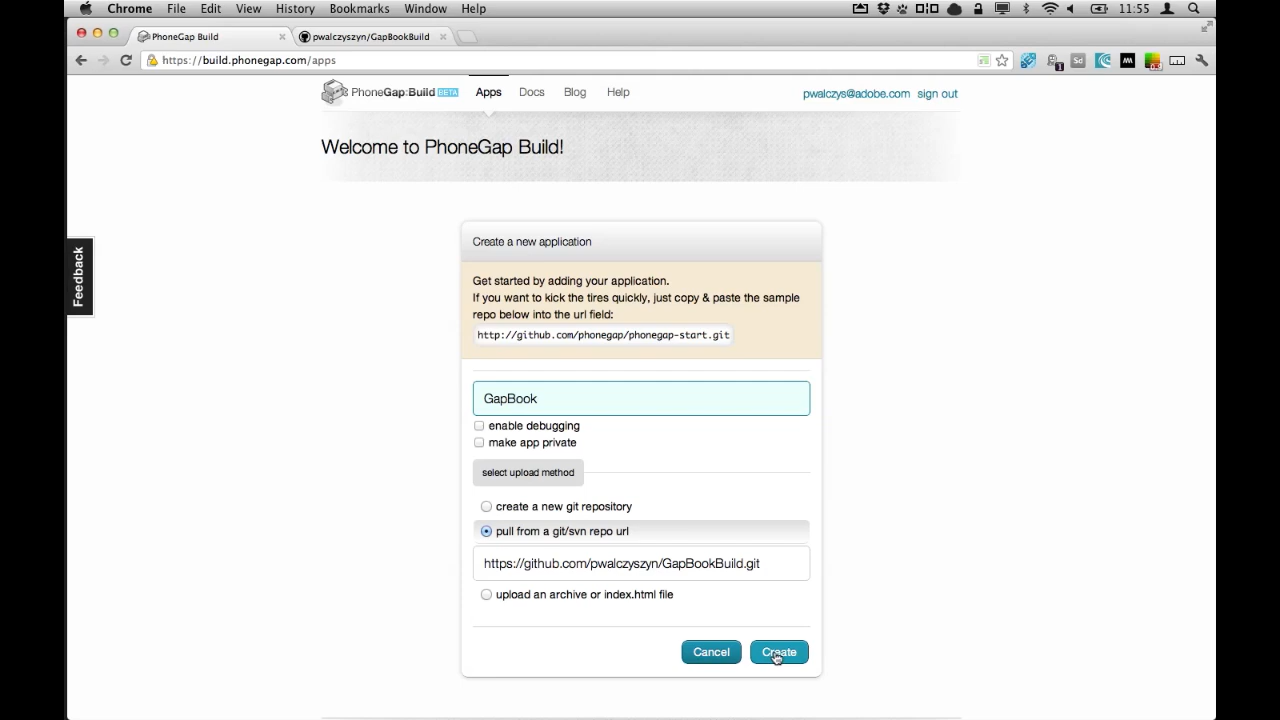 Chrome File Edit View History Bookmarks Window Help 11:55
PhoneGap Build pwalczyszyn/GapBookBuild
https://build.phonegap.com/apps
PhoneGap:Build BETA Apps Docs Blog Help pwalczys@adobe.com sign out
Welcome to PhoneGap Build!
Feedback
Create a new application
Get started by adding your application.
If you want to kick the tires quickly, just copy & paste the sample
repo below into the url field:
http://github.com/phonegap/phonegap-start.git
GapBook
enable debugging
make app private
select upload method
create a new git repository
pull from a git/svn repo url
https://github.com/pwalczyszyn/GapBookBuild.git
upload an archive or index.html file
Cancel Create